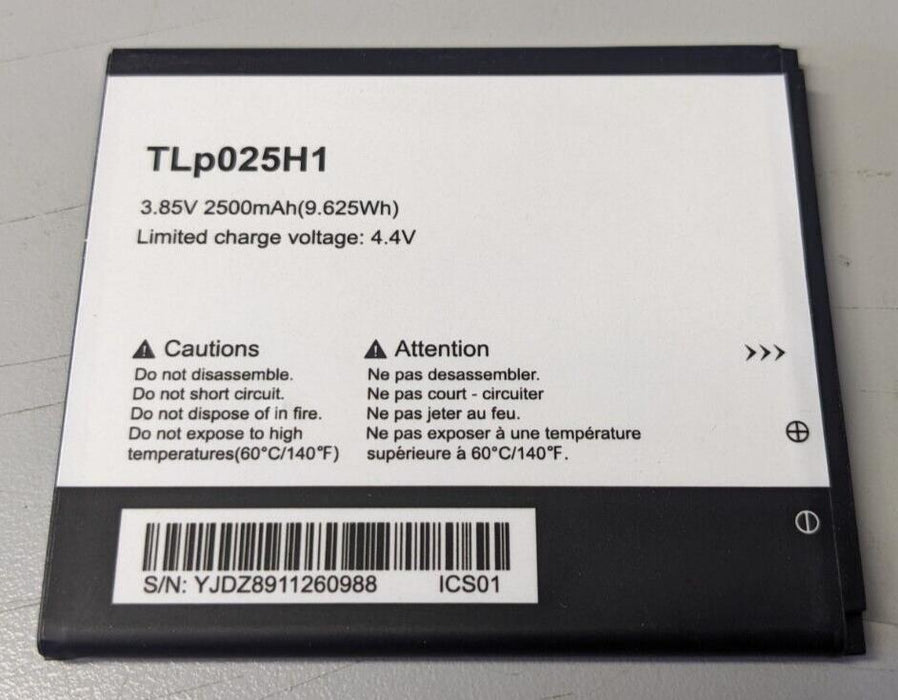 TLp025H1
3.85V 2500mAh(9.625Wh)
Limited charge voltage: 4.4V
Cautions
Do not disassemble.
Do not short circuit.
Do not dispose of in fire.
Do not expose to high
temperatures(60°C/140°F)
Attention
Ne pas desassembler.
Ne pas court - circuiter
Ne pas jeter au feu.
Ne pas exposer à une température
supérieure à 60°C/140°F.
S/N: YJDZ8911260988 ICS01